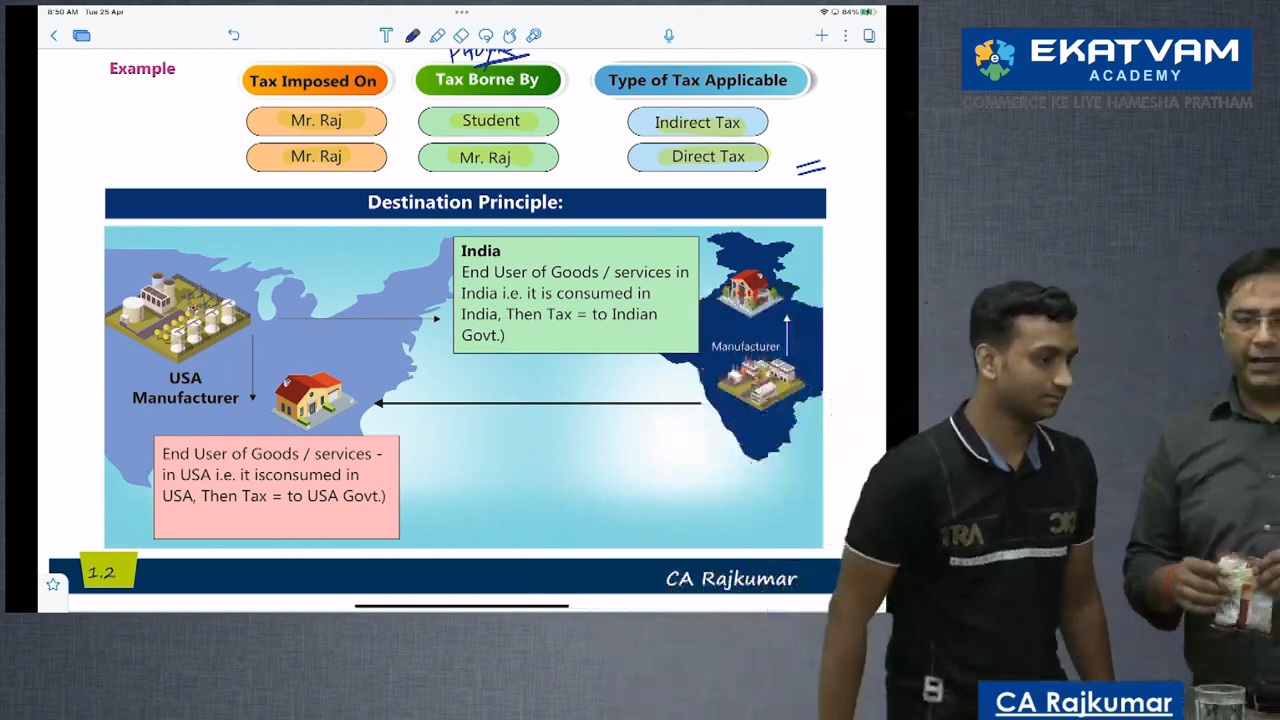 8:50 AM Tue 25 Apr
84%
EKATVAM
ACADEMY
COMMERCE KE LIYE HAMESHA PRATHAM
Example
Tax Imposed On
Tax Borne By
Type of Tax Applicable
Mr. Raj
Student
Indirect Tax
Mr. Raj
Mr. Raj
Direct Tax
Destination Principle:
India
End User of Goods / services in
India i.e. it is consumed in
India, Then Tax = to Indian
Govt.)
Manufacturer
USA
Manufacturer
End User of Goods / services -
in USA i.e. it isconsumed in
USA, Then Tax = to USA Govt.)
1.2
CA Rajkumar
CA Rajkumar